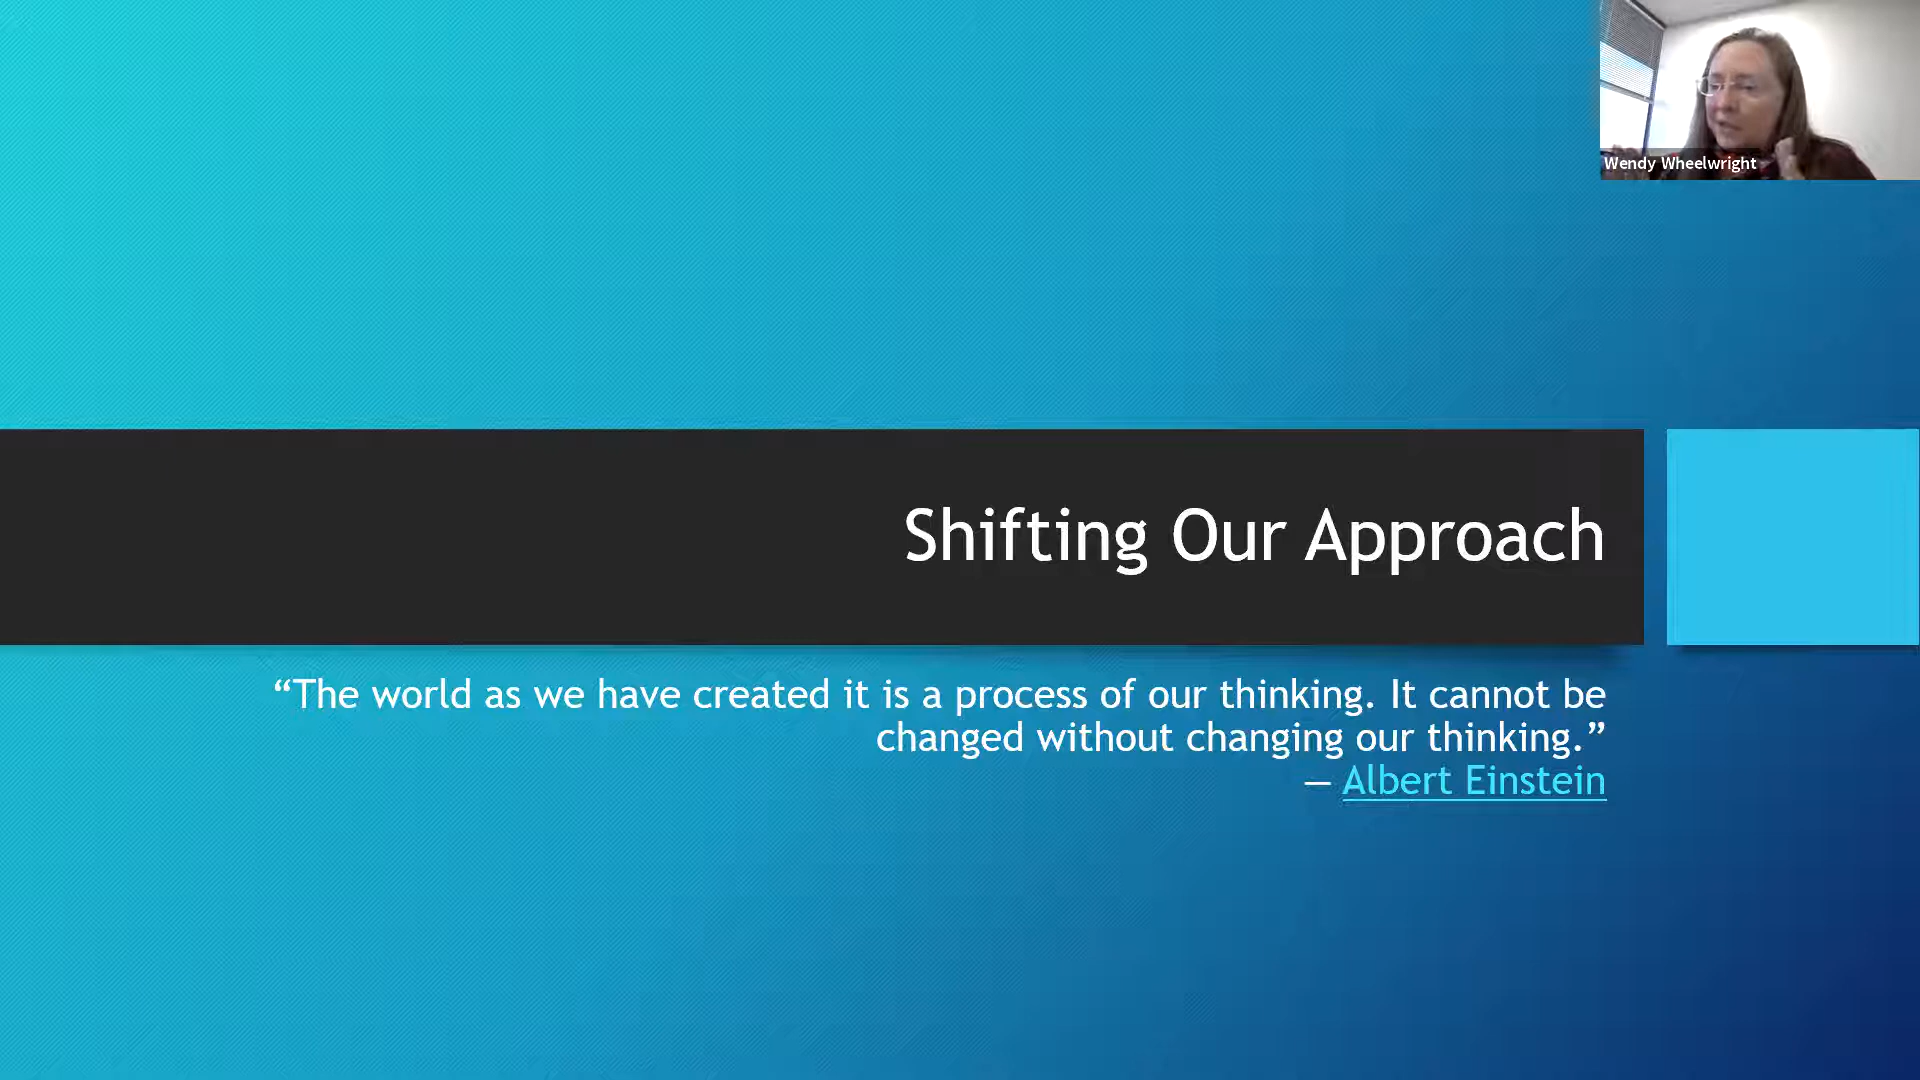 Wendy Wheelwright
Shifting Our Approach
“The world as we have created it is a process of our thinking. It cannot be
changed without changing our thinking.”
— Albert Einstein